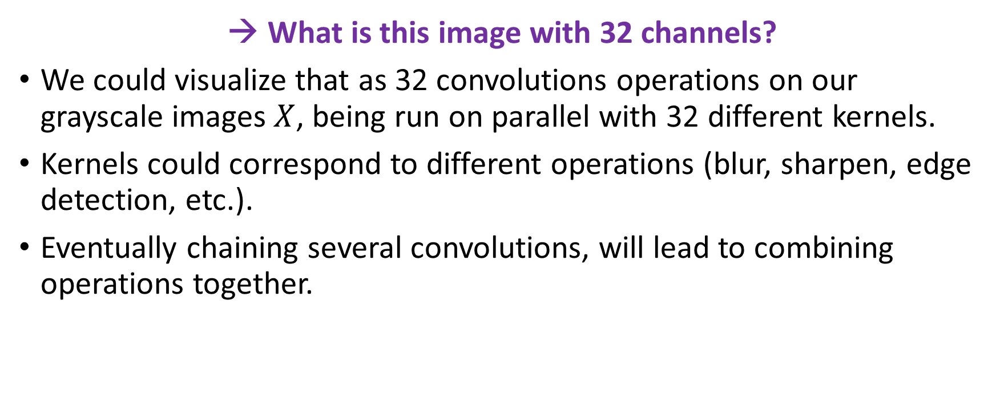 → What is this image with 32 channels?
• We could visualize that as 32 convolutions operations on our
grayscale images X, being run on parallel with 32 different kernels.
• Kernels could correspond to different operations (blur, sharpen, edge
detection, etc.).
• Eventually chaining several convolutions, will lead to combining
operations together.